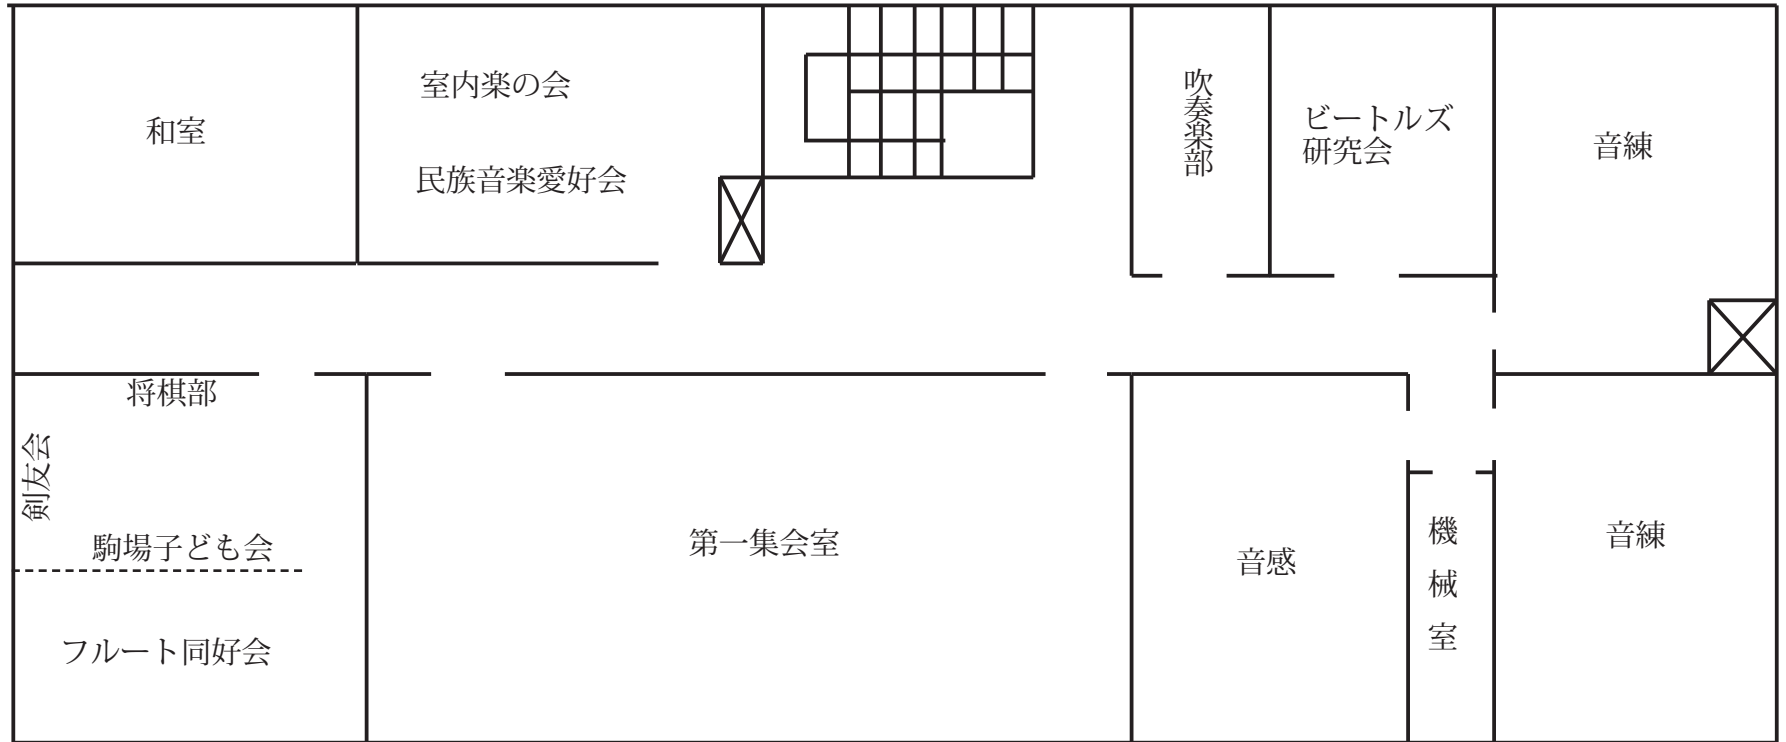 和室
室内楽の会
民族音楽愛好会
吹奏楽部
ビートルズ
研究会
音練
将棋部
剣友会
駒場子ども会
フルート同好会
第一集会室
音感
機械室
音練